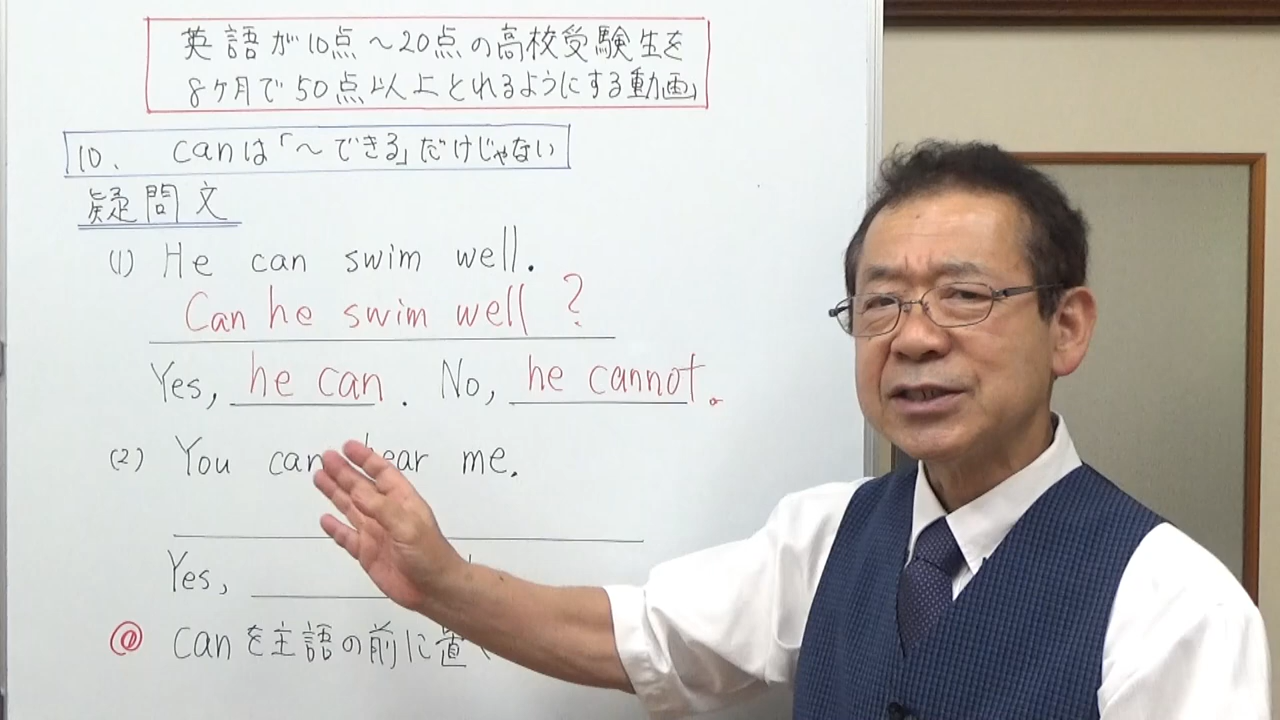 英語が10点～20点の高校受験生を
8ヶ月で50点以上とれるようにする動画」
10. canは「～できる」だけじゃない
疑問文
(1) He can swim well.
Can he swim well ?
Yes, he can. No, he cannot.
(2) You can hear me.
Yes,
@ canを主語の前に置く